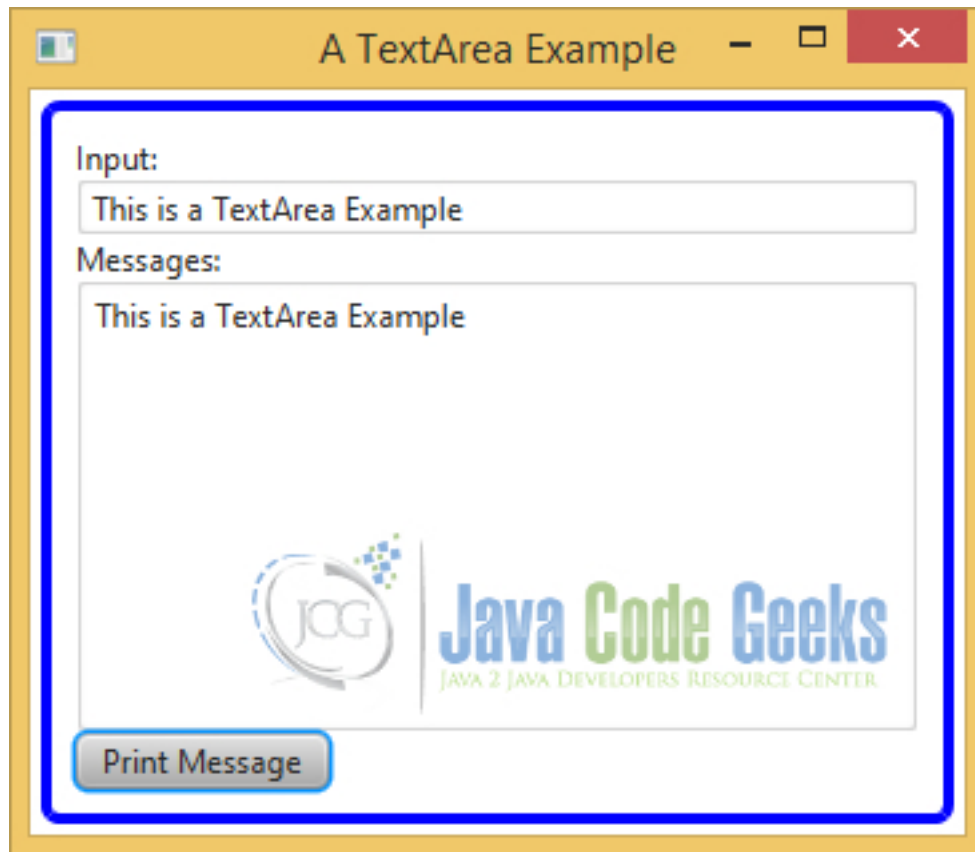 A TextArea Example
Input:
This is a TextArea Example
Messages:
This is a TextArea Example
JCG
Java Code Geeks
JAVA 2 JAVA DEVELOPERS RESOURCE CENTER
Print Message